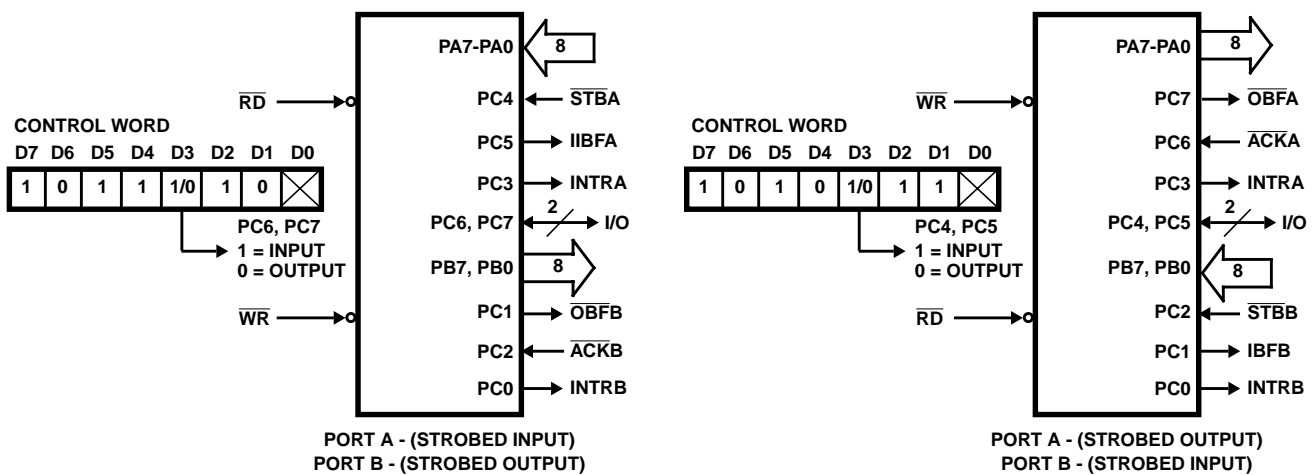 PA7-PA0
8
RD
PC4
STBA
CONTROL WORD
PC5
IIBFA
D7 D6 D5 D4 D3 D2 D1 D0
1 0 1 1 1/0 1 0
PC3
INTRA
PC6, PC7
1 = INPUT
0 = OUTPUT
PC6, PC7
2
I/O
PB7, PB0
8
WR
PC1
OBFB
PC2
ACKB
PC0
INTRB
PORT A - (STROBED INPUT)
PORT B - (STROBED OUTPUT)
PA7-PA0
8
WR
PC7
OBFA
CONTROL WORD
PC6
ACKA
D7 D6 D5 D4 D3 D2 D1 D0
1 0 1 0 1/0 1 1
PC3
INTRA
PC4, PC5
1 = INPUT
0 = OUTPUT
PC4, PC5
2
I/O
PB7, PB0
8
RD
PC2
STBB
PC1
IBFB
PC0
INTRB
PORT A - (STROBED OUTPUT)
PORT B - (STROBED INPUT)